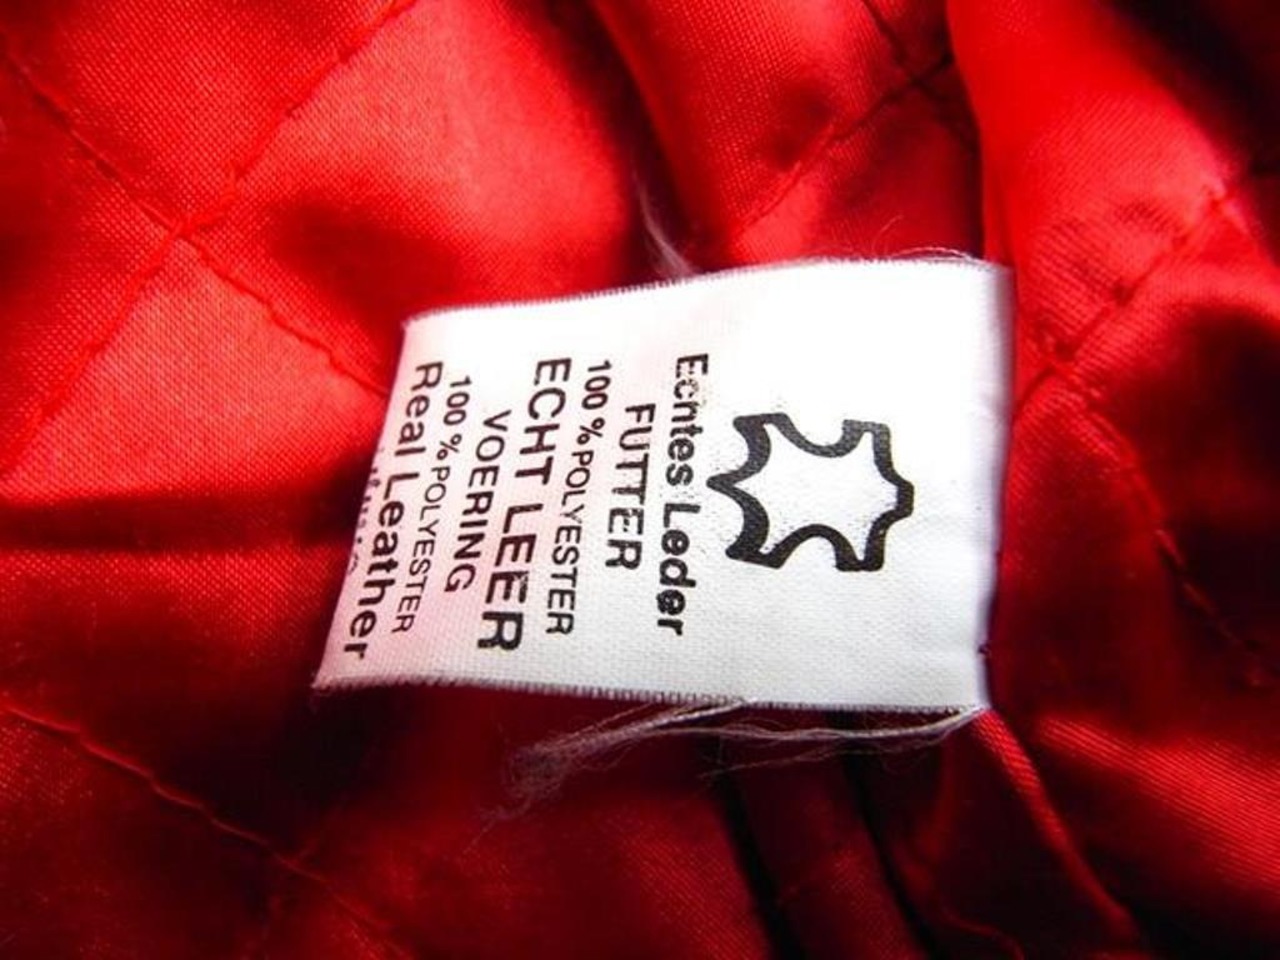 Echtes Leder
FUTTER
100 % POLYESTER
ECHT LEER
VOERING
100 % POLYESTER
Real Leather